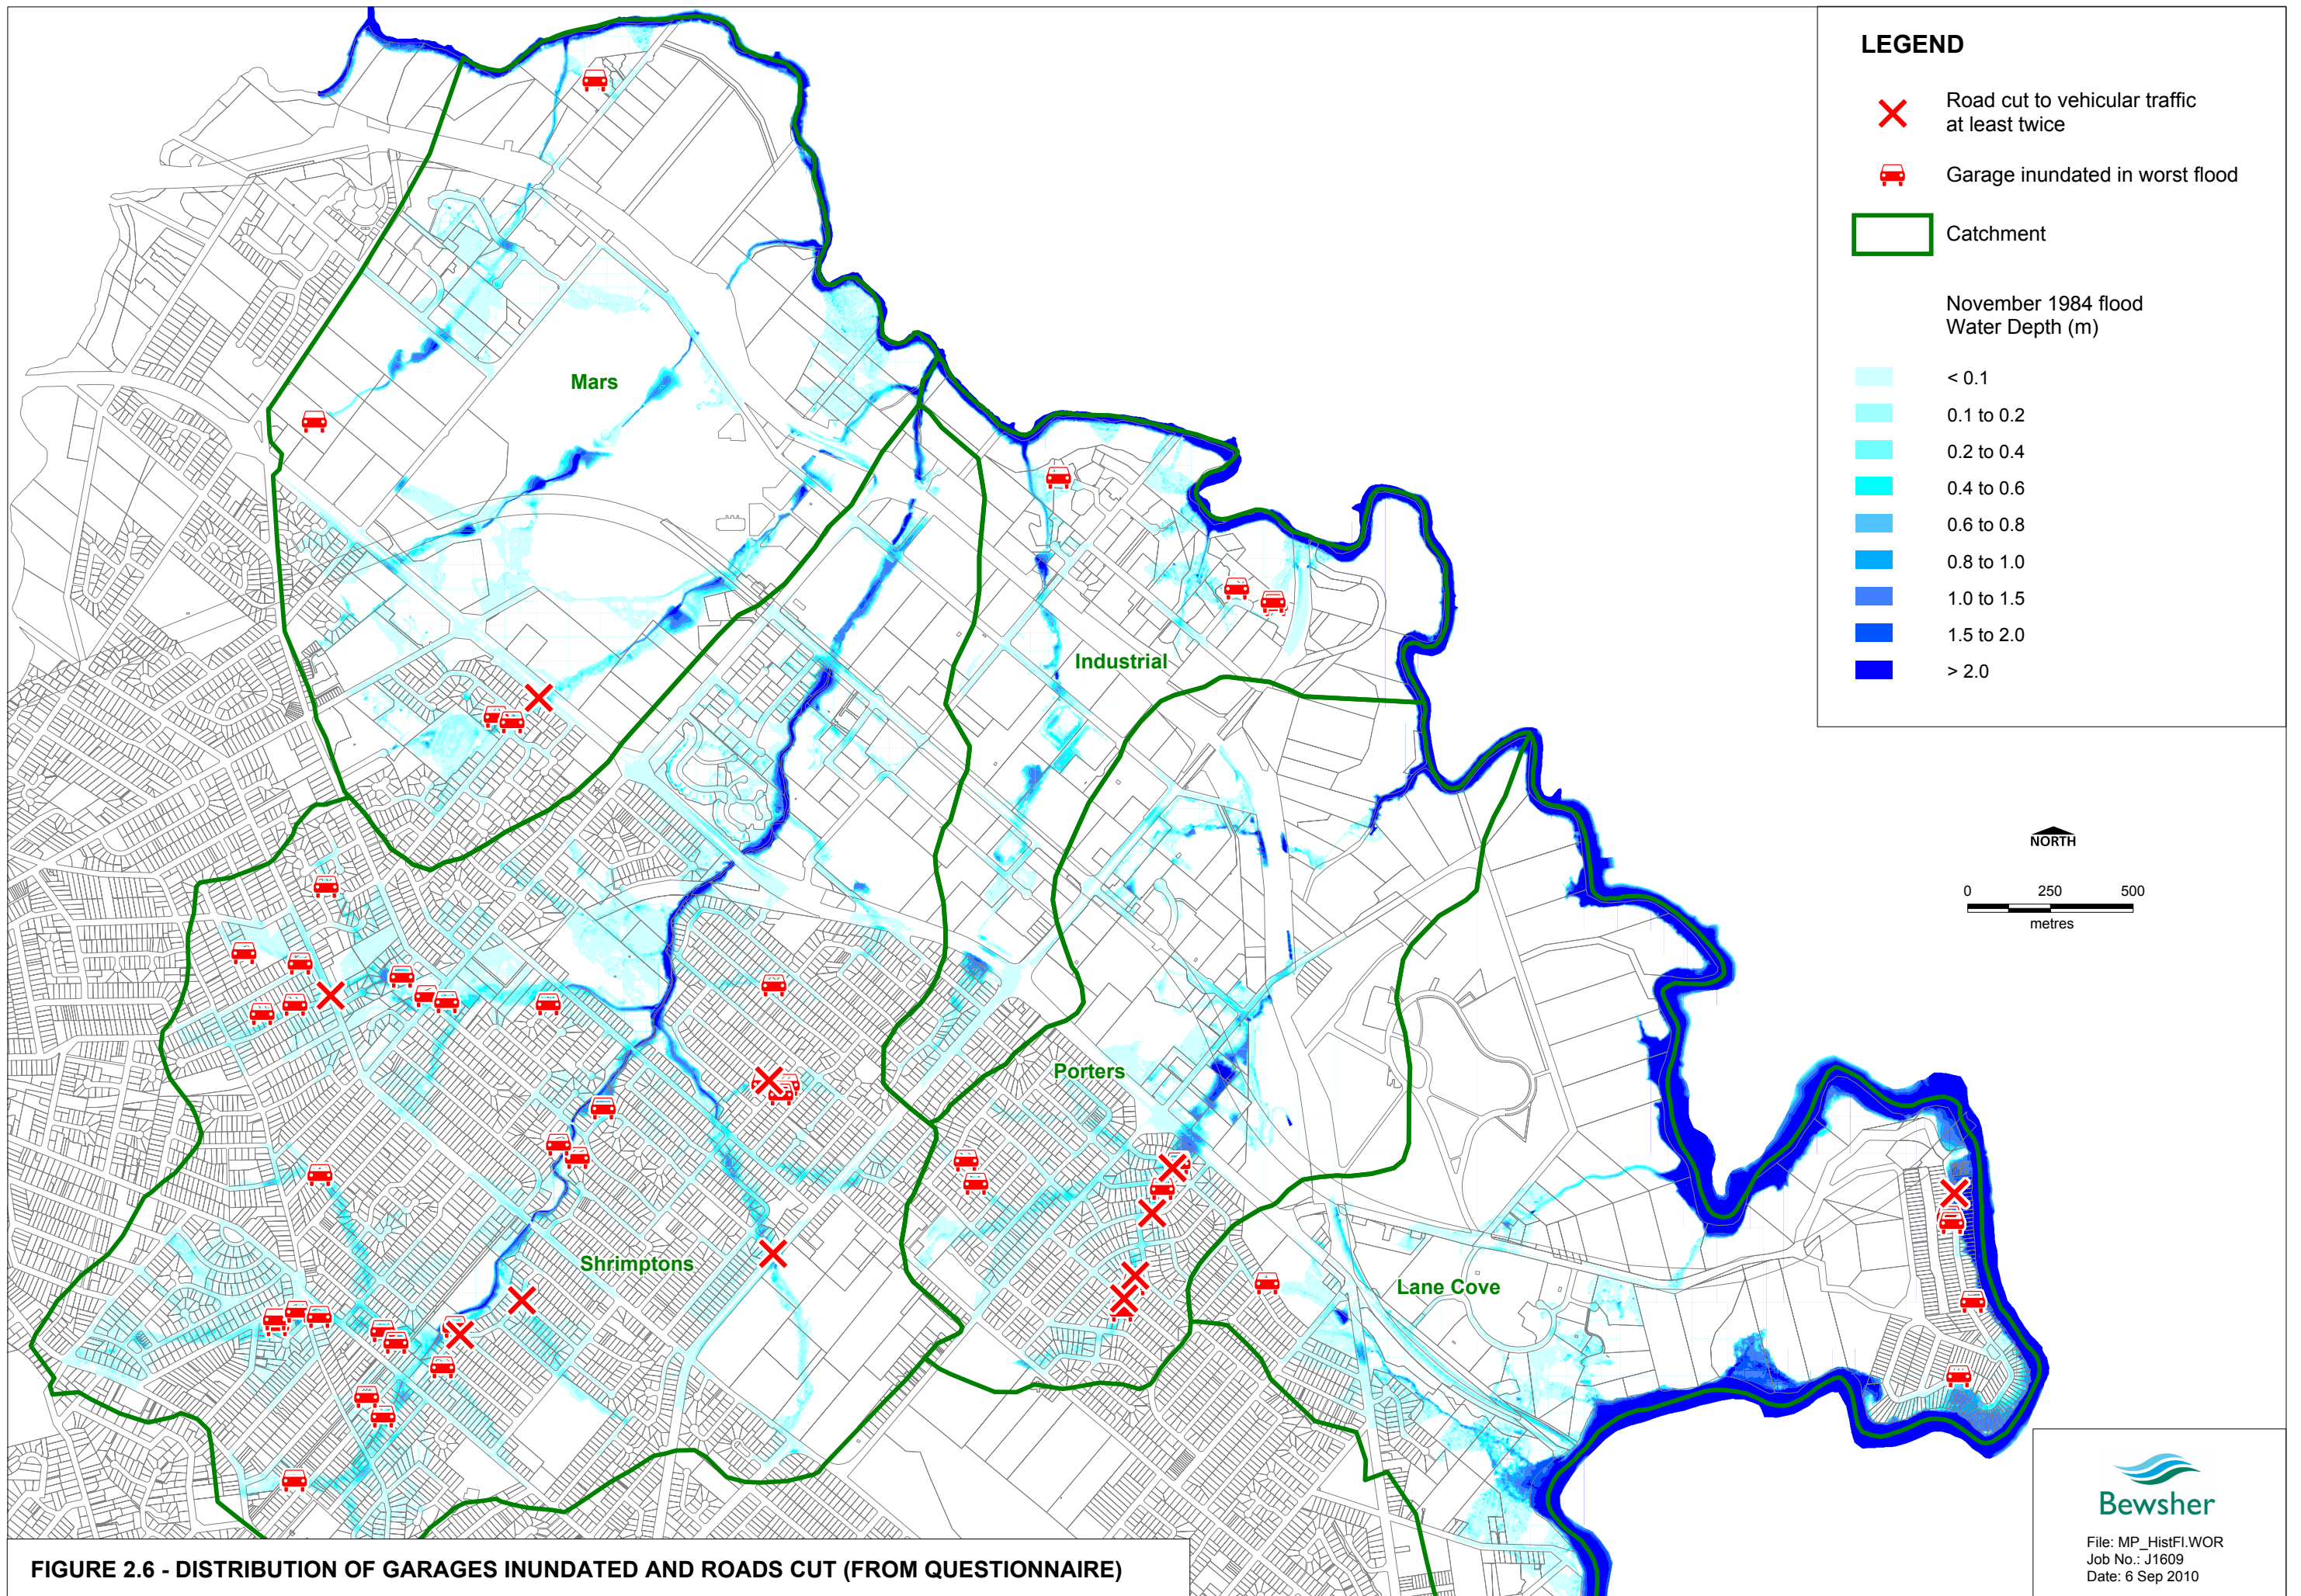 LEGEND
Road cut to vehicular traffic
at least twice
Garage inundated in worst flood
Catchment
November 1984 flood
Water Depth (m)
< 0.1
0.1 to 0.2
0.2 to 0.4
0.4 to 0.6
0.6 to 0.8
0.8 to 1.0
1.0 to 1.5
1.5 to 2.0
> 2.0
Mars
Industrial
NORTH
0 250 500
metres
Porters
Shrimptons
Lane Cove
Bewsher
File: MP_HistFl.WOR
Job No.: J1609
Date: 6 Sep 2010
FIGURE 2.6 - DISTRIBUTION OF GARAGES INUNDATED AND ROADS CUT (FROM QUESTIONNAIRE)